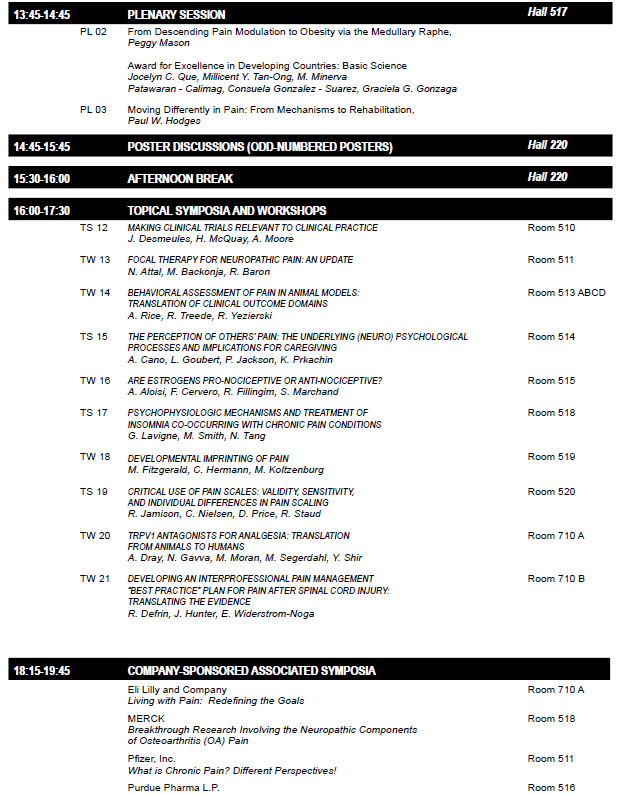 13:45-14:45 PLENARY SESSION Hall 517
PL 02 From Descending Pain Modulation to Obesity via the Medullary Raphe,
Peggy Mason
Award for Excellence in Developing Countries: Basic Science
Jocelyn C. Que, Millicent Y. Tan-Ong, M. Minerva
Patawaran - Calimag, Consuela Gonzalez - Suarez, Graciela G. Gonzaga
PL 03 Moving Differently in Pain: From Mechanisms to Rehabilitation,
Paul W. Hodges
14:45-15:45 POSTER DISCUSSIONS (ODD-NUMBERED POSTERS) Hall 220
15:30-16:00 AFTERNOON BREAK Hall 220
16:00-17:30 TOPICAL SYMPOSIA AND WORKSHOPS
TS 12 MAKING CLINICAL TRIALS RELEVANT TO CLINICAL PRACTICE Room 510
J. Desmeules, H. McQuay, A. Moore
TW 13 FOCAL THERAPY FOR NEUROPATHIC PAIN: AN UPDATE Room 511
N. Attal, M. Backonja, R. Baron
TW 14 BEHAVIORAL ASSESSMENT OF PAIN IN ANIMAL MODELS: Room 513 ABCD
TRANSLATION OF CLINICAL OUTCOME DOMAINS
A. Rice, R. Treede, R. Yezierski
TS 15 THE PERCEPTION OF OTHERS' PAIN: THE UNDERLYING (NEURO) PSYCHOLOGICAL Room 514
PROCESSES AND IMPLICATIONS FOR CAREGIVING
A. Cano, L. Goubert, P. Jackson, K. Prkachin
TW 16 ARE ESTROGENS PRO-NOCICEPTIVE OR ANTI-NOCICEPTIVE? Room 515
A. Aloisi, F. Cervero, R. Fillingim, S. Marchand
TS 17 PSYCHOPHYSIOLOGIC MECHANISMS AND TREATMENT OF Room 518
INSOMNIA CO-OCCURRING WITH CHRONIC PAIN CONDITIONS
G. Lavigne, M. Smith, N. Tang
TW 18 DEVELOPMENTAL IMPRINTING OF PAIN Room 519
M. Fitzgerald, C. Hermann, M. Koltzenburg
TS 19 CRITICAL USE OF PAIN SCALES: VALIDITY, SENSITIVITY, Room 520
AND INDIVIDUAL DIFFERENCES IN PAIN SCALING
R. Jamison, C. Nielsen, D. Price, R. Staud
TW 20 TRPV1 ANTAGONISTS FOR ANALGESIA: TRANSLATION Room 710 A
FROM ANIMALS TO HUMANS
A. Dray, N. Gavva, M. Moran, M. Segerdahl, Y. Shir
TW 21 DEVELOPING AN INTERPROFESSIONAL PAIN MANAGEMENT Room 710 B
"BEST PRACTICE" PLAN FOR PAIN AFTER SPINAL CORD INJURY:
TRANSLATING THE EVIDENCE
R. Defrin, J. Hunter, E. Widerstrom-Noga
18:15-19:45 COMPANY-SPONSORED ASSOCIATED SYMPOSIA
Eli Lilly and Company Room 710 A
Living with Pain: Redefining the Goals
MERCK Room 518
Breakthrough Research Involving the Neuropathic Components
of Osteoarthritis (OA) Pain
Pfizer, Inc. Room 511
What is Chronic Pain? Different Perspectives!
Purdue Pharma L.P. Room 516